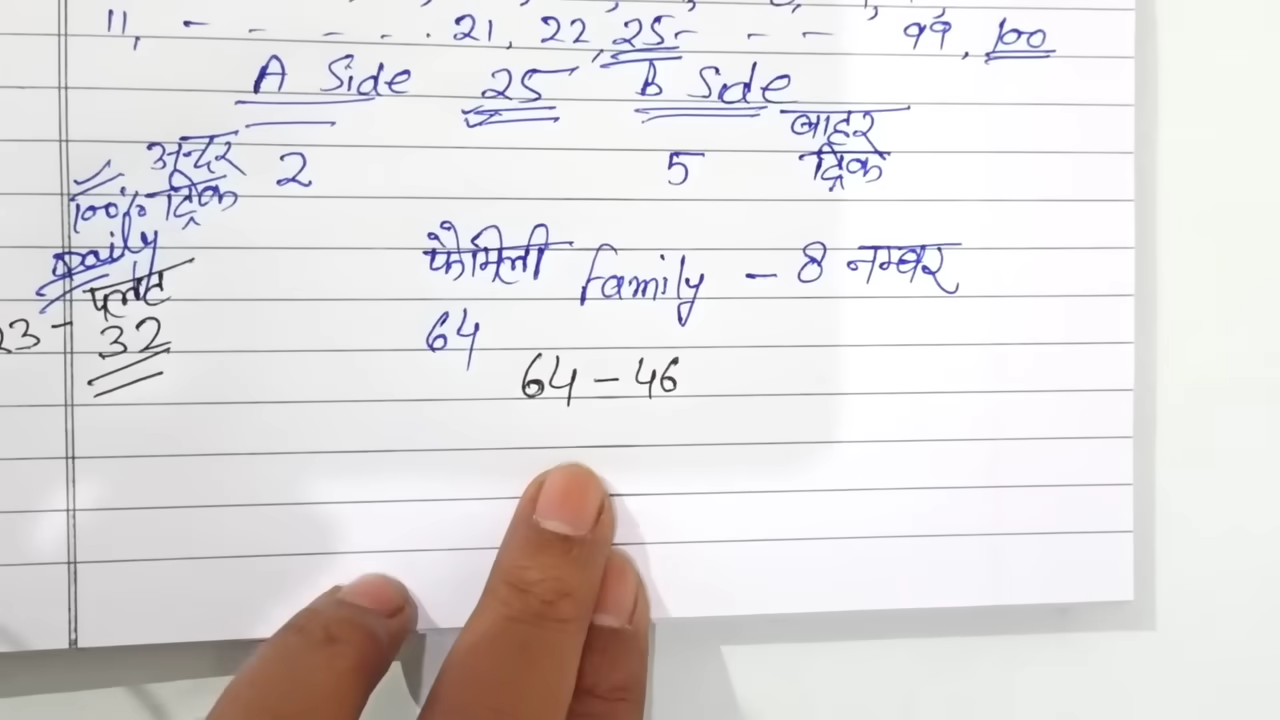 11, - - - - . 21, 22, 25 - - - 99, 100
A Side 25 B Side
बाहर
ट्रिक
अन्दर 2 5
100% ट्रिक
Daily
पलट
23 - 32
फेमिली family - 8 नम्बर
64
64 - 46